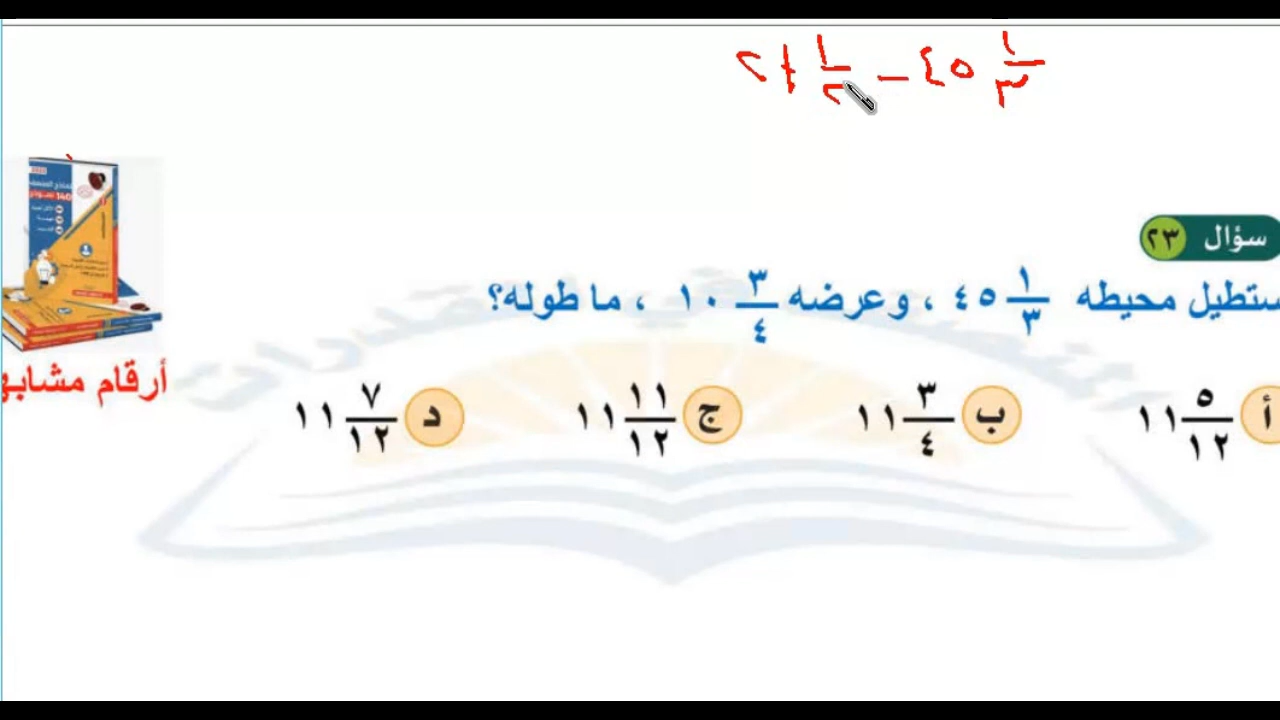 ٤٥ ١/٣ − ٢١ ١/٢
سؤال ٢٣
ستطيل محيطه ٤٥ ١/٣ ، وعرضه ١٠ ٣/٤ ، ما طوله؟
أ ١١ ٥/١٢ ب ١١ ٣/٤ ج ١١ ١١/١٢ د ١١ ٧/١٢
أرقام مشابه